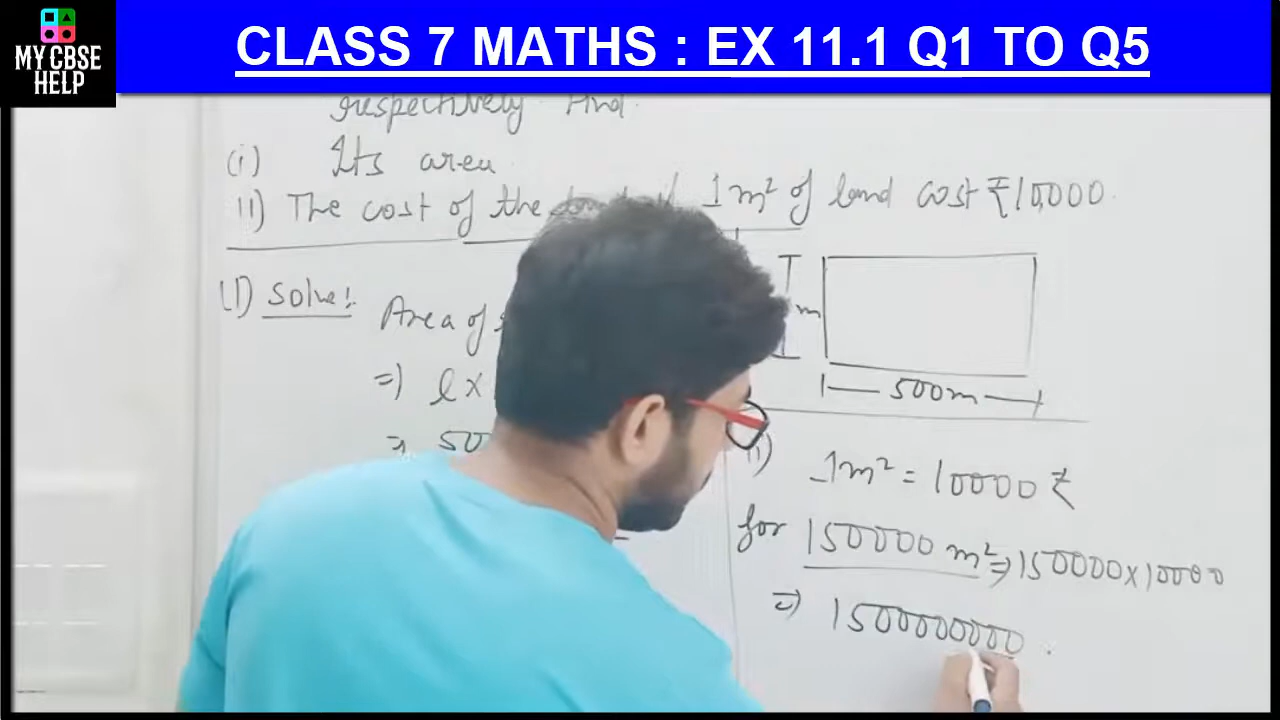 MY CBSE
HELP
CLASS 7 MATHS : EX 11.1 Q1 TO Q5
respectively find
(i) Its area
ii) The cost of the 1m² of land cost ₹10,000
(I) Solve!
Area of
=) l×
m
500m
1m² = 10000 ₹
for 150000 m² => 150000×10000
=) 1500000000